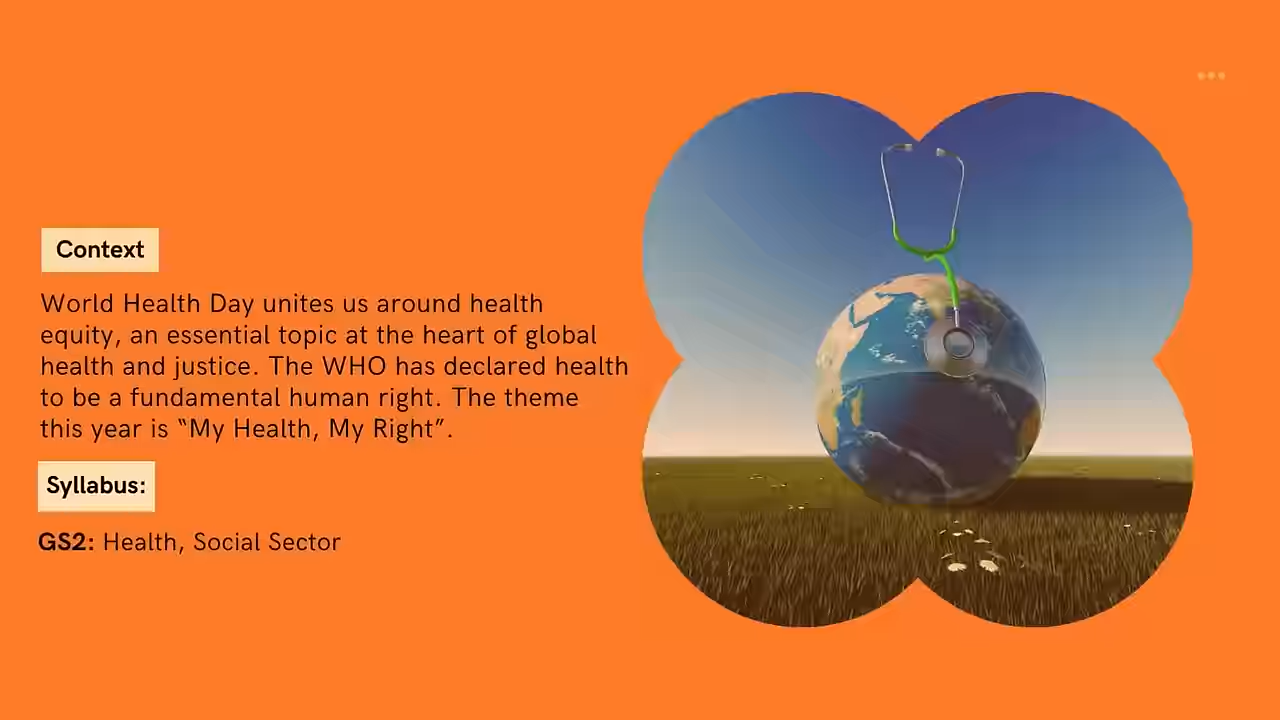 Context
World Health Day unites us around health
equity, an essential topic at the heart of global
health and justice. The WHO has declared health
to be a fundamental human right. The theme
this year is “My Health, My Right”.
Syllabus:
GS2: Health, Social Sector